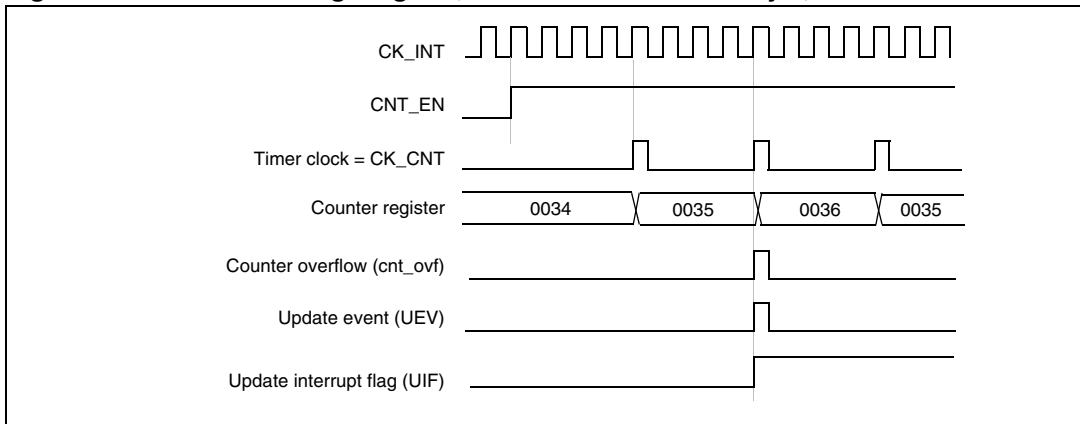 CK_INT
CNT_EN
Timer clock = CK_CNT
Counter register 0034 0035 0036 0035
Counter overflow (cnt_ovf)
Update event (UEV)
Update interrupt flag (UIF)